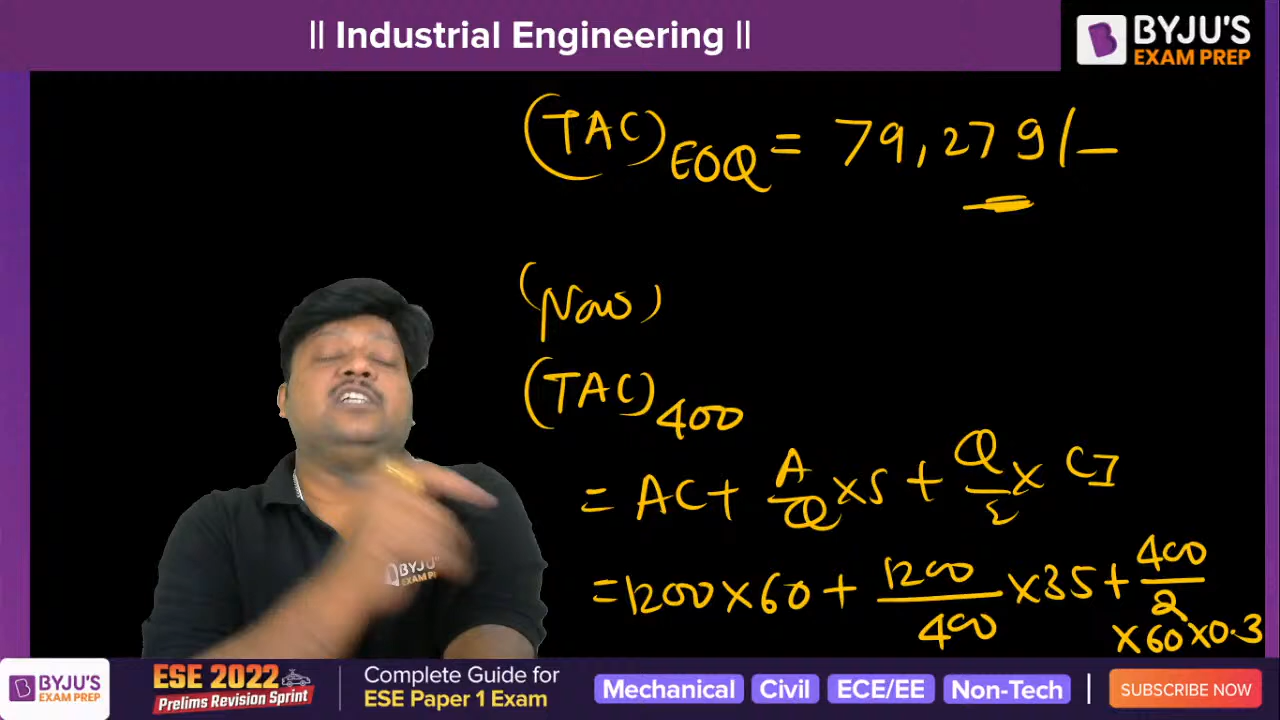 || Industrial Engineering ||
BYJU'S
EXAM PREP
(TAC)EOQ = 79,279/-
(Now)
(TAC)400
= AC + A/Q × S + Q/2 × CI
= 1200 × 60 + 1200/400 × 35 + 400/2
× 60 × 0.3
BYJU'S
BYJU'S
EXAM PREP
ESE 2022
Prelims Revision Sprint
Complete Guide for
ESE Paper 1 Exam
Mechanical
Civil
ECE/EE
Non-Tech
SUBSCRIBE NOW